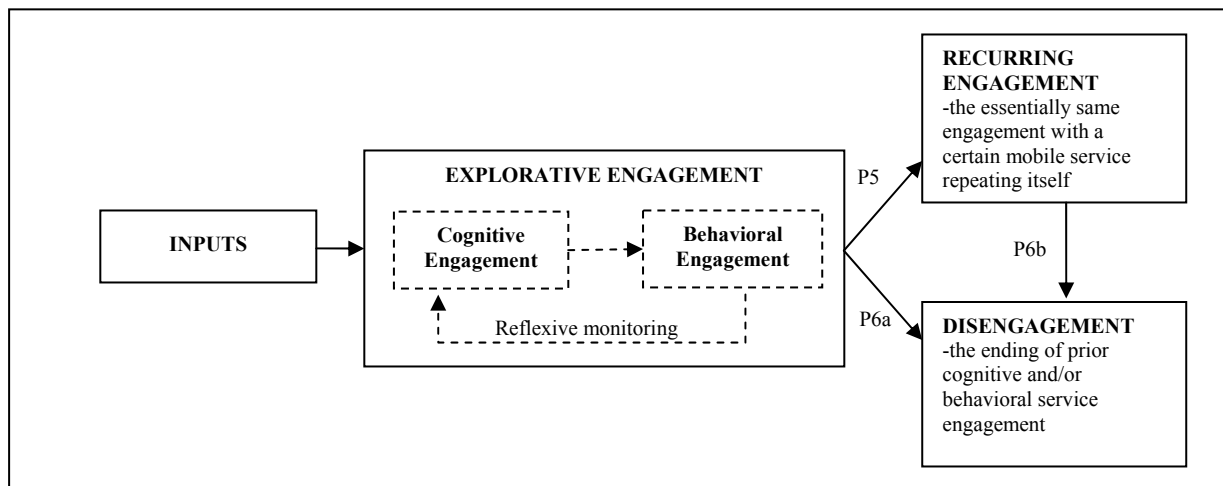 INPUTS
EXPLORATIVE ENGAGEMENT
Cognitive
Engagement
Behavioral
Engagement
Reflexive monitoring
P5
P6a
RECURRING
ENGAGEMENT
-the essentially same
engagement with a
certain mobile service
repeating itself
P6b
DISENGAGEMENT
-the ending of prior
cognitive and/or
behavioral service
engagement